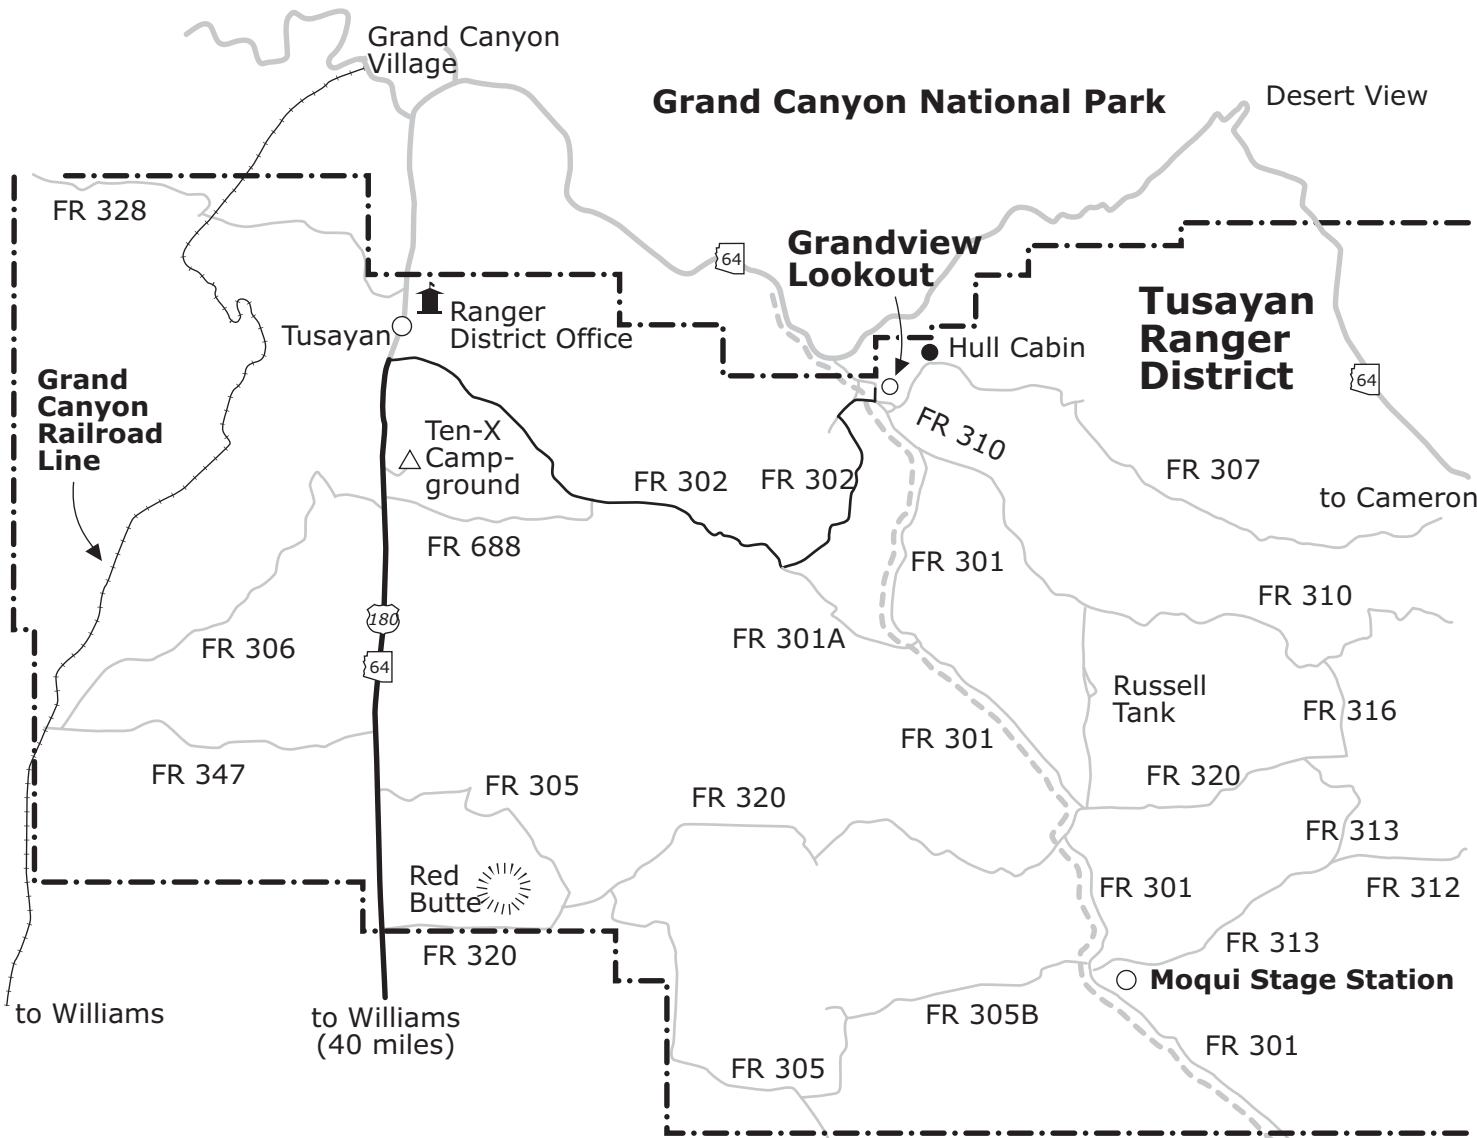 Grand Canyon
Village
Grand Canyon National Park
Desert View
FR 328
64
Grandview
Lookout
Tusayan
Ranger
District
Ranger
District Office
Tusayan
Hull Cabin
Grand
Canyon
Railroad
Line
64
Ten-X
Camp-
ground
FR 310
FR 302
FR 302
FR 307
to Cameron
FR 688
FR 301
FR 310
180
FR 306
FR 301A
64
Russell
Tank
FR 316
FR 301
FR 347
FR 305
FR 320
FR 320
FR 313
Red
Butte
FR 301
FR 312
FR 320
FR 313
Moqui Stage Station
to Williams
to Williams
(40 miles)
FR 305B
FR 301
FR 305